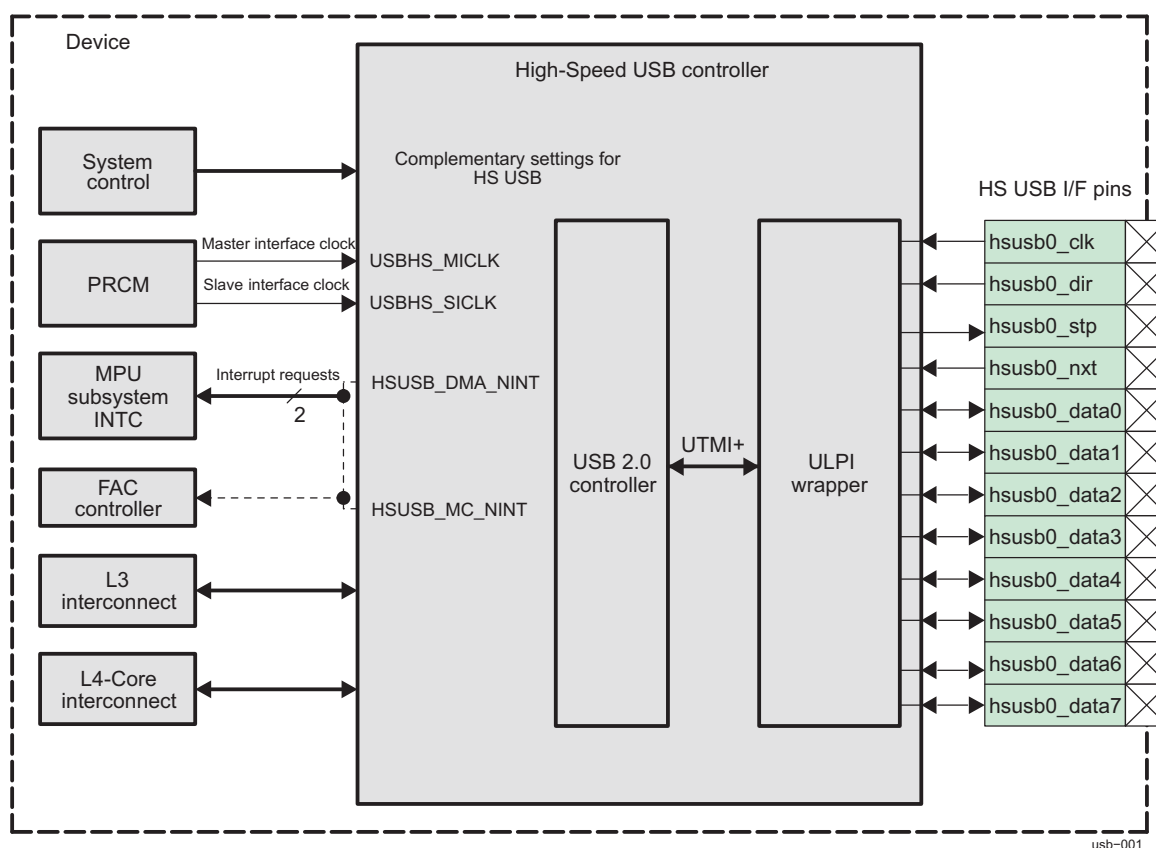 Device
High-Speed USB controller
System
control
Complementary settings for
HS USB
HS USB I/F pins
PRCM
Master interface clock
USBHS_MICLK
Slave interface clock
USBHS_SICLK
MPU
subsystem
INTC
Interrupt requests
2
HSUSB_DMA_NINT
FAC
controller
HSUSB_MC_NINT
L3
interconnect
L4-Core
interconnect
USB 2.0
controller
UTMI+
ULPI
wrapper
hsusb0_clk
hsusb0_dir
hsusb0_stp
hsusb0_nxt
hsusb0_data0
hsusb0_data1
hsusb0_data2
hsusb0_data3
hsusb0_data4
hsusb0_data5
hsusb0_data6
hsusb0_data7
usb−001